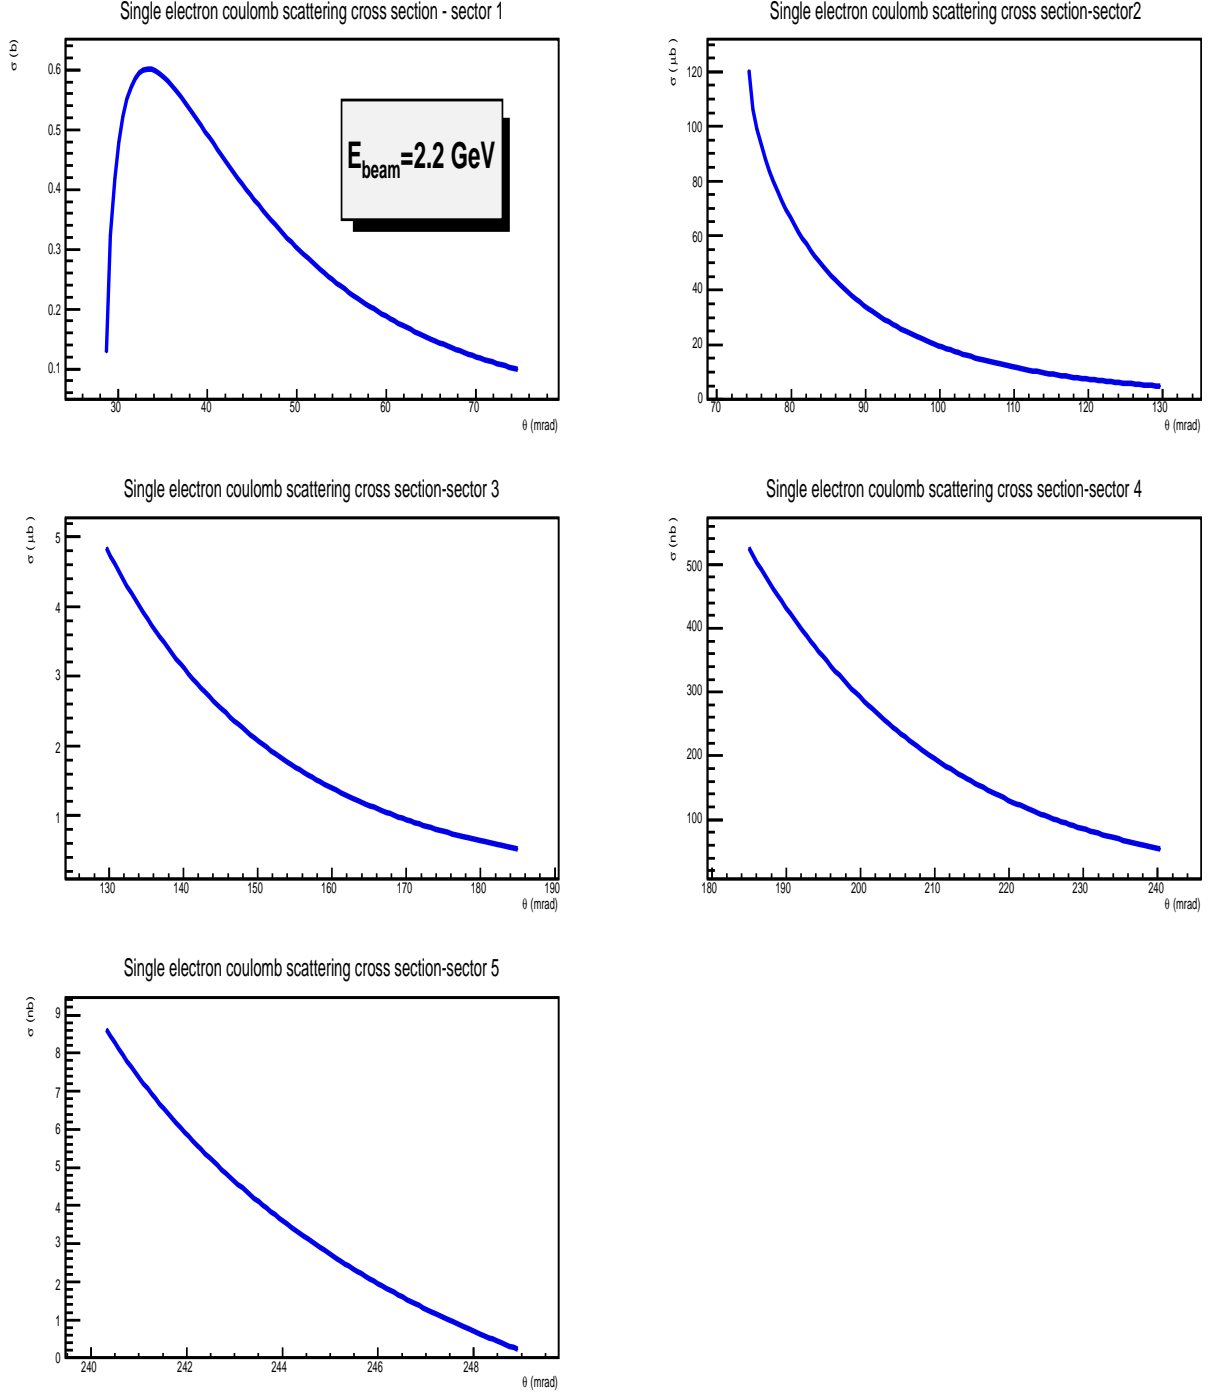 Single electron coulomb scattering cross section - sector 1
σ (b)
0.6
0.5
0.4
0.3
0.2
0.1
30 40 50 60 70
θ (mrad)
E_beam=2.2 GeV
Single electron coulomb scattering cross section-sector2
σ ( μb )
120
100
80
60
40
20
0
70 80 90 100 110 120 130
θ (mrad)
Single electron coulomb scattering cross section-sector 3
σ ( μb )
5
4
3
2
1
130 140 150 160 170 180 190
θ (mrad)
Single electron coulomb scattering cross section-sector 4
σ (nb )
500
400
300
200
100
180 190 200 210 220 230 240
θ (mrad)
Single electron coulomb scattering cross section-sector 5
σ (nb)
9
8
7
6
5
4
3
2
1
0
240 242 244 246 248
θ (mrad)